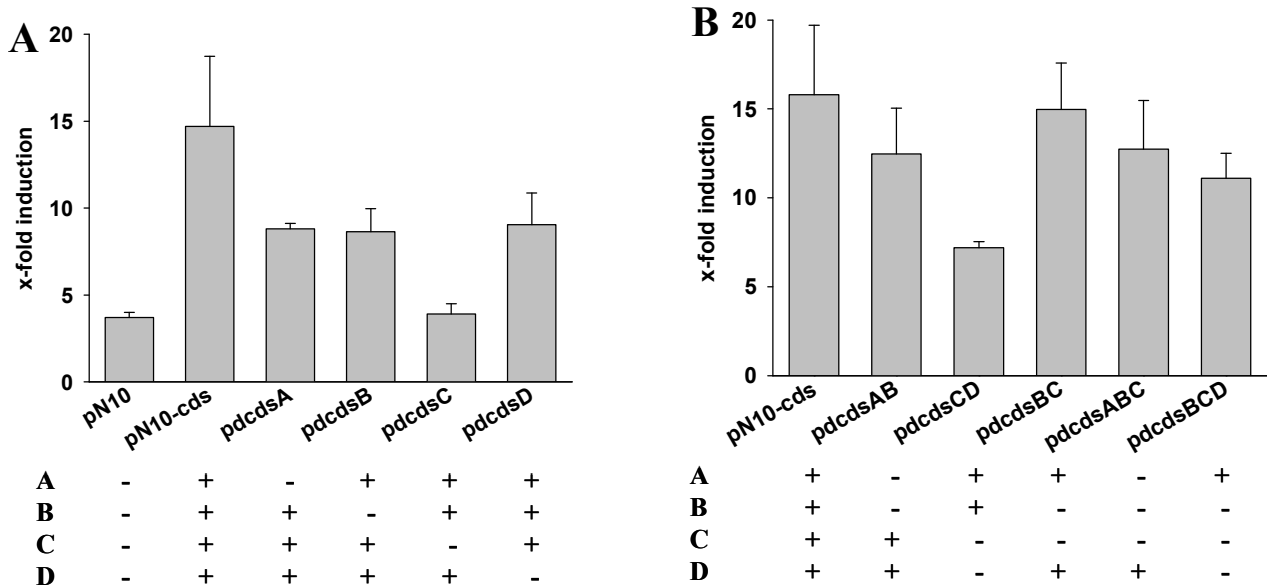 A
x-fold induction
20
15
10
5
0
pN10 pN10-cds pdcdsA pdcdsB pdcdsC pdcdsD
A - + - + + +
B - + + - + +
C - + + + - +
D - + + + + -
B
x-fold induction
20
15
10
5
0
pN10-cds pdcdsAB pdcdsCD pdcdsBC pdcdsABC pdcdsBCD
A + - + + - +
B + - + - - -
C + + - - - -
D + + - + + -